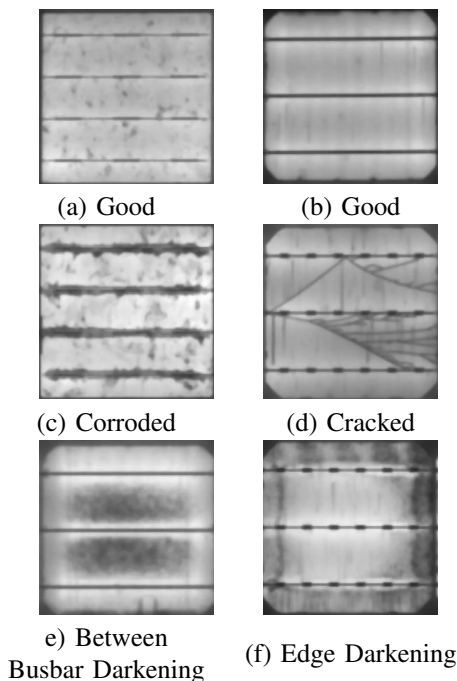 (a) Good
(b) Good
(c) Corroded
(d) Cracked
e) Between
Busbar Darkening
(f) Edge Darkening